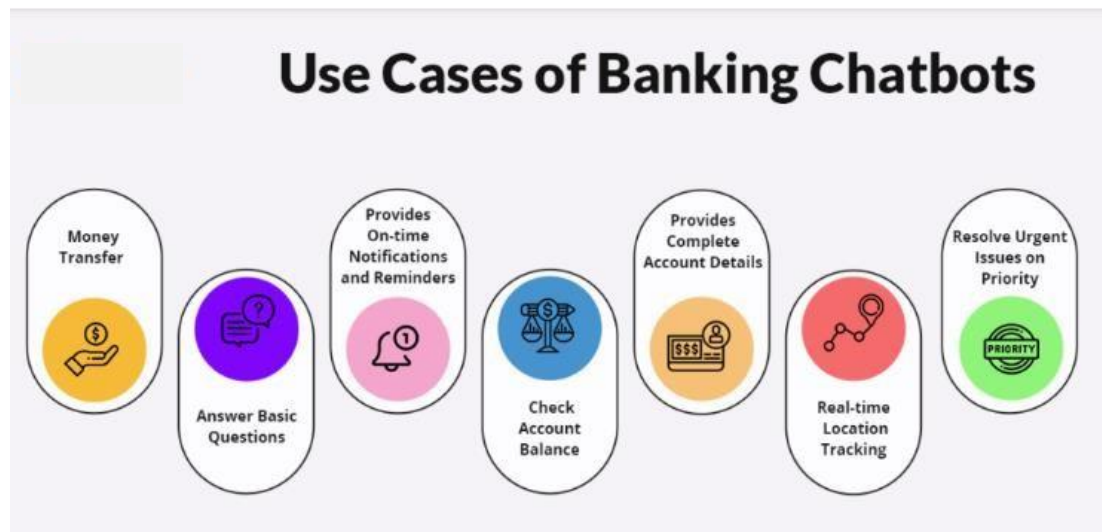 Use Cases of Banking Chatbots
Money
Transfer
$
?
Answer Basic
Questions
Provides
On-time
Notifications
and Reminders
1
$
Check
Account
Balance
Provides
Complete
Account Details
$$$
Real-time
Location
Tracking
Resolve Urgent
Issues on
Priority
PRIORITY